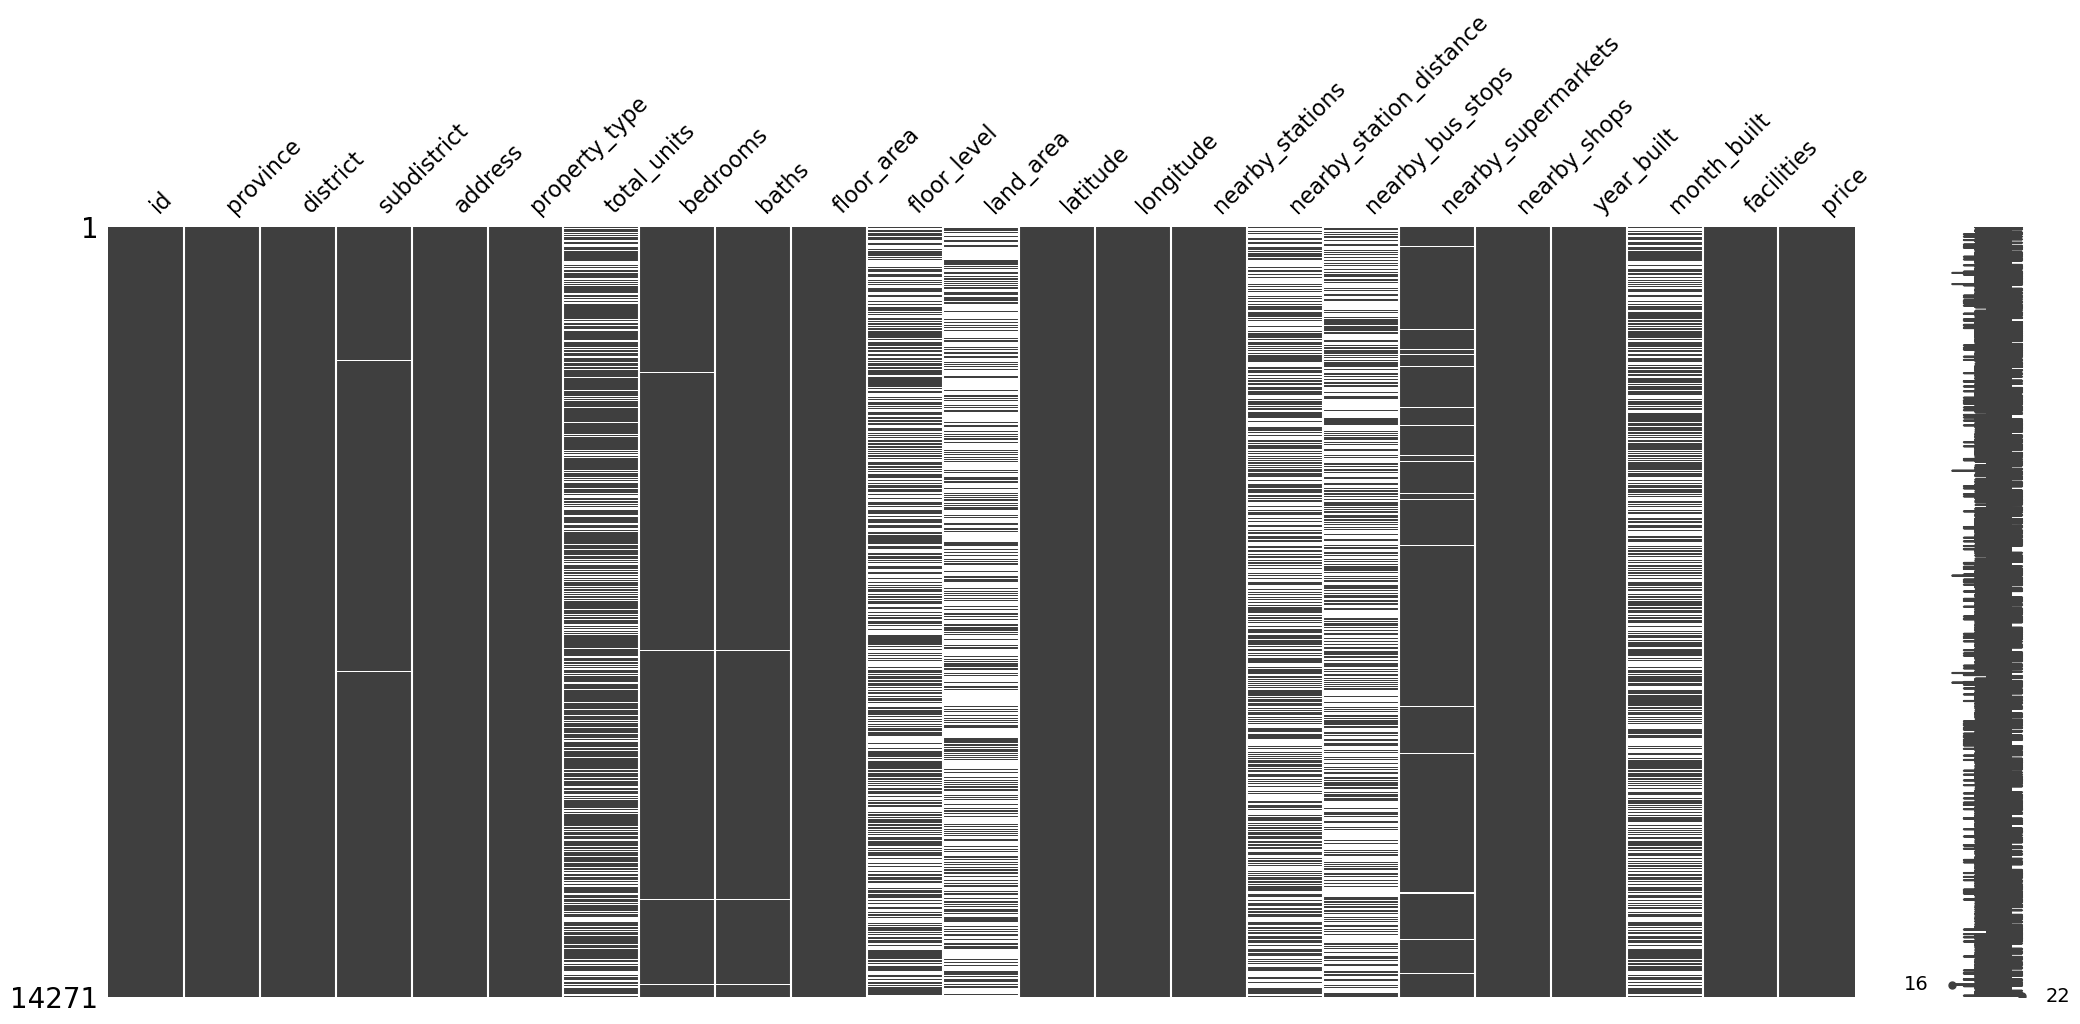 id
province
district
subdistrict
address
property_type
total_units
bedrooms
baths
floor_area
floor_level
land_area
latitude
longitude
nearby_stations
nearby_station_distance
nearby_bus_stops
nearby_supermarkets
nearby_shops
year_built
month_built
facilities
price
1
14271
16
22